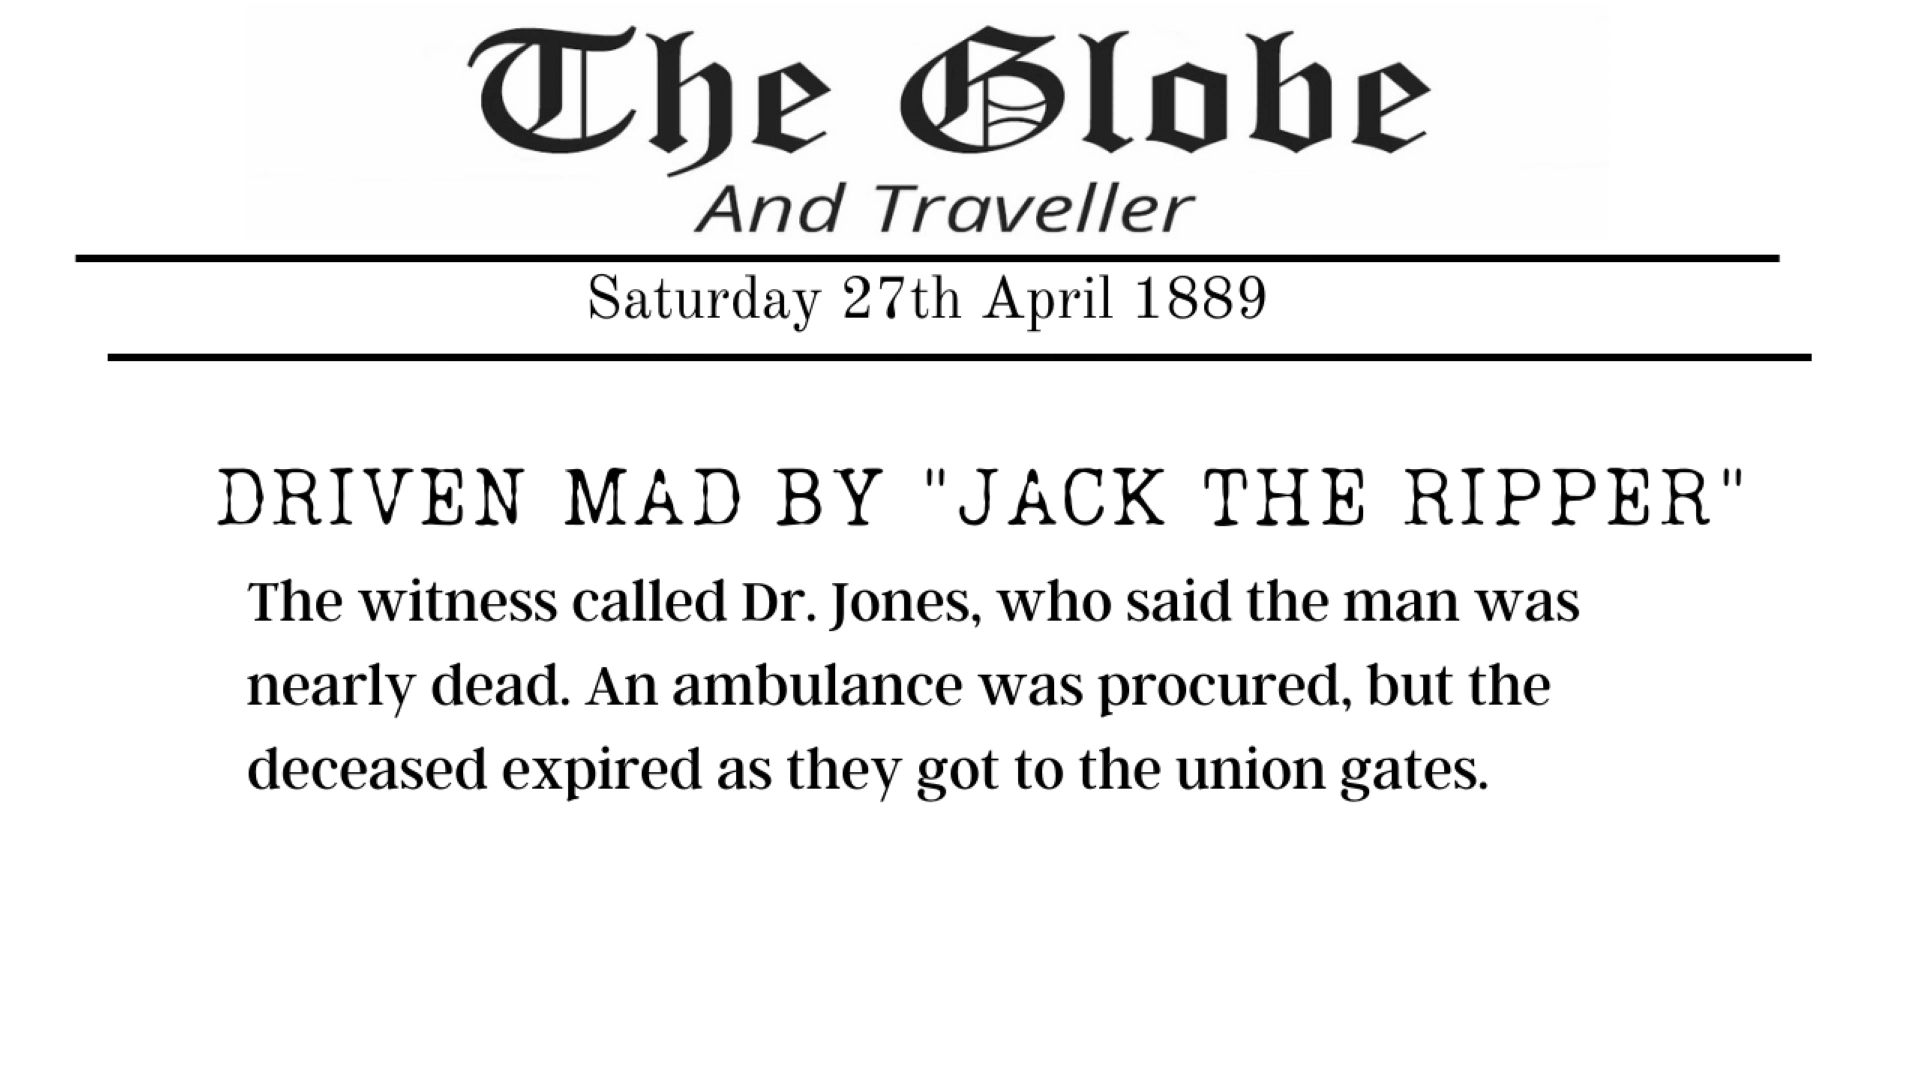 The Globe
And Traveller
Saturday 27th April 1889
DRIVEN MAD BY "JACK THE RIPPER"
The witness called Dr. Jones, who said the man was
nearly dead. An ambulance was procured, but the
deceased expired as they got to the union gates.